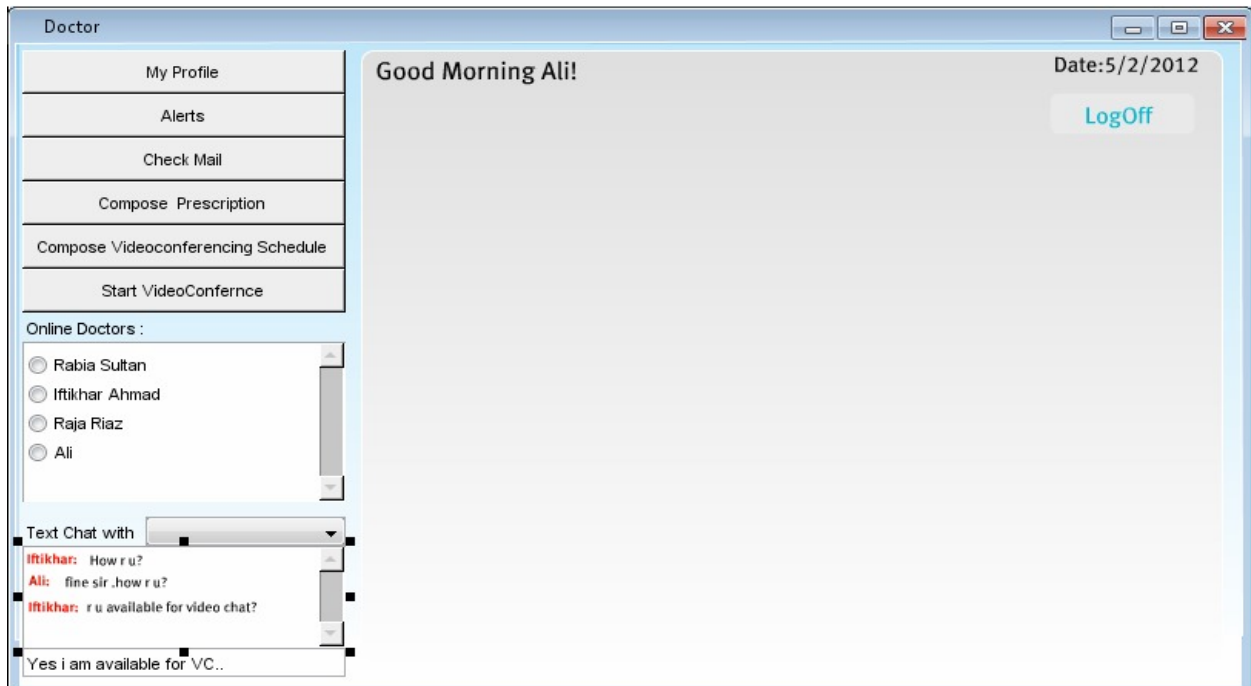 Doctor
My Profile
Alerts
Check Mail
Compose  Prescription
Compose Videoconferencing Schedule
Start VideoConfernce
Online Doctors :
Rabia Sultan
Iftikhar Ahmad
Raja Riaz
Ali
Text Chat with
Iftikhar: How r u?
Ali: fine sir .how r u?
Iftikhar: r u available for video chat?
Yes i am available for VC..
Good Morning Ali!
Date:5/2/2012
LogOff